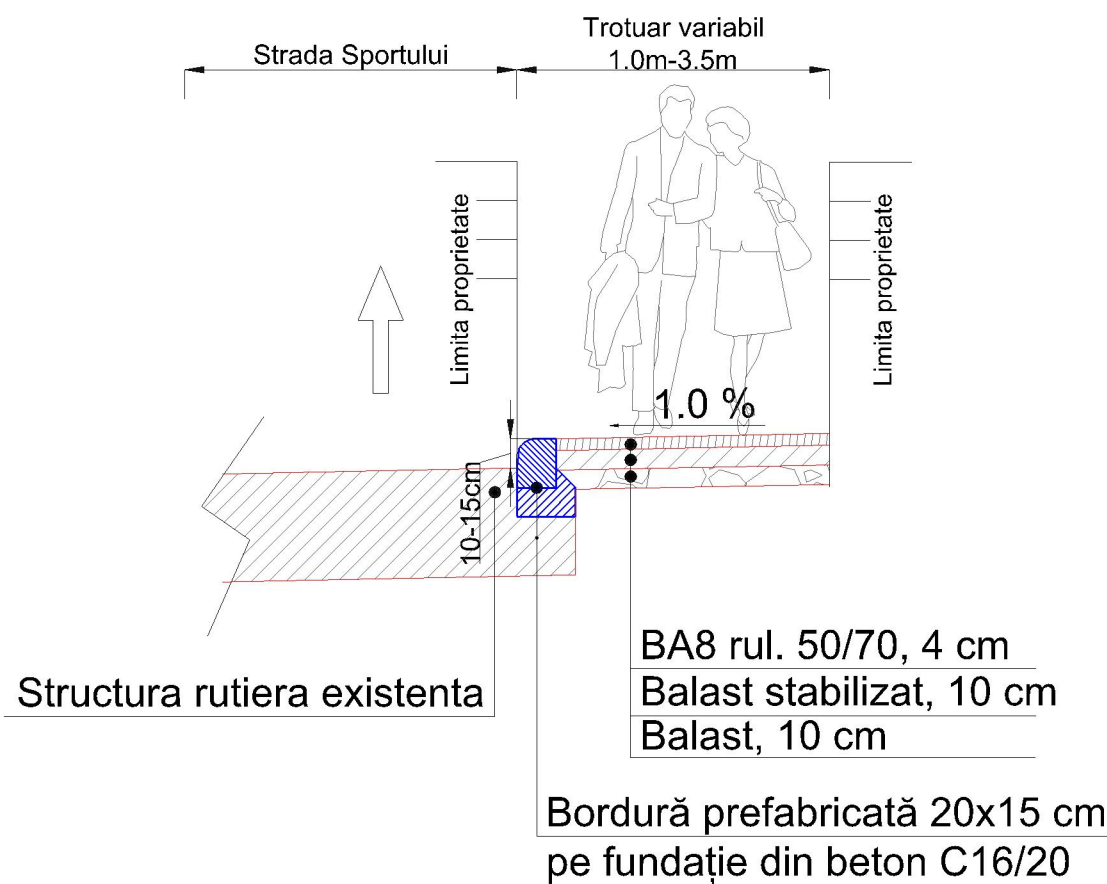 Trotuar variabil
Strada Sportului
1.0m-3.5m
Limita proprietate
Limita proprietate
1.0 %
10-15cm
BA8 rul. 50/70, 4 cm
Structura rutiera existenta
Balast stabilizat, 10 cm
Balast, 10 cm
Bordură prefabricată 20x15 cm
pe fundație din beton C16/20